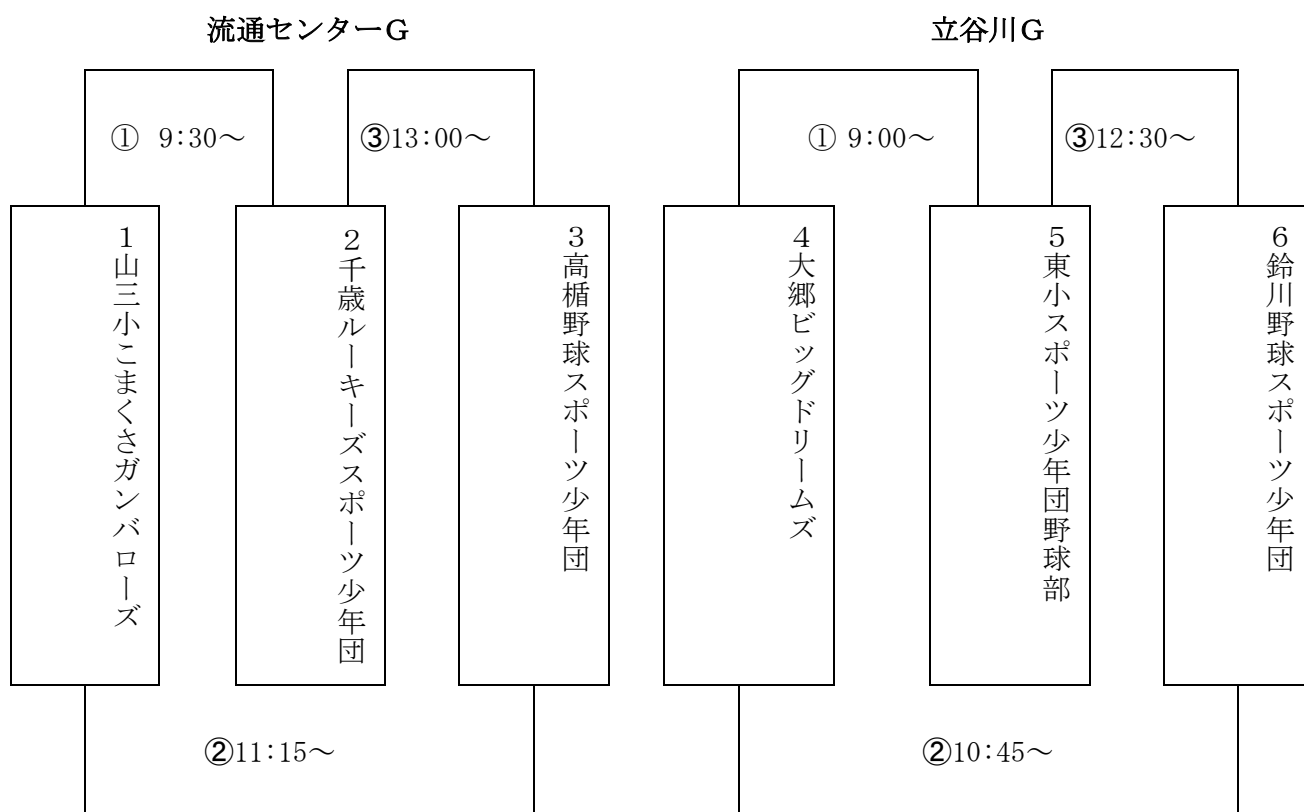 流通センターG
立谷川G
① 9:30～
③13:00～
① 9:00～
③12:30～
1山三小こまくさガンバローズ
2千歳ルーキーズスポーツ少年団
3高楯野球スポーツ少年団
4大郷ビッグドリームズ
5東小スポーツ少年団野球部
6鈴川野球スポーツ少年団
②11:15～
②10:45～